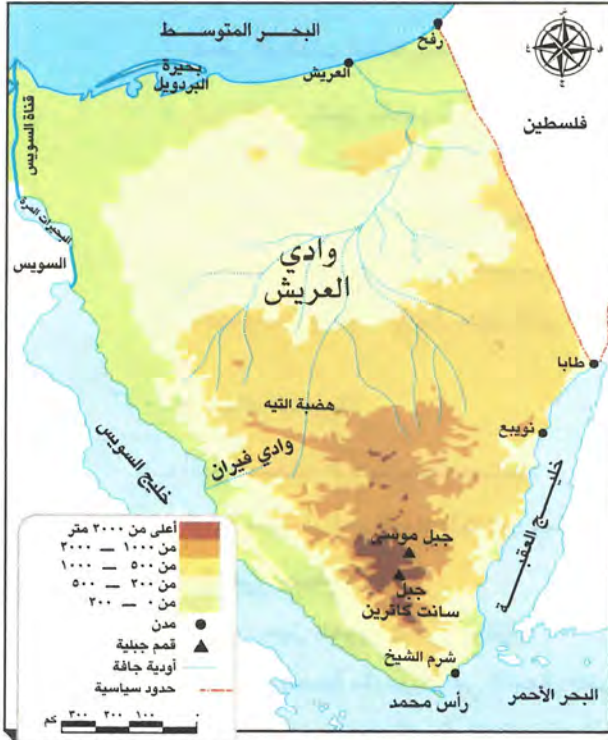 البحر المتوسط
رفح
العريش
بحيرة
البردويل
ش
ق
غ
ج
فلسطين
قناة السويس
البحيرات المرة
السويس
وادي
العريش
طابا
هضبة التيه
نويبع
وادي فيران
خليج السويس
خليج العقبة
جبل موسى
جبل
سانت كاترين
شرم الشيخ
رأس محمد
البحر الأحمر
أعلى من ٢٠٠٠ متر
من ١٠٠٠ — ٢٠٠٠
من ٥٠٠ — ١٠٠٠
من ٢٠٠ — ٥٠٠
من ٠ — ٢٠٠
مدن
قمم جبلية
أودية جافة
حدود سياسية
٠ ١٠٠ ٢٠٠ ٣٠٠ كم